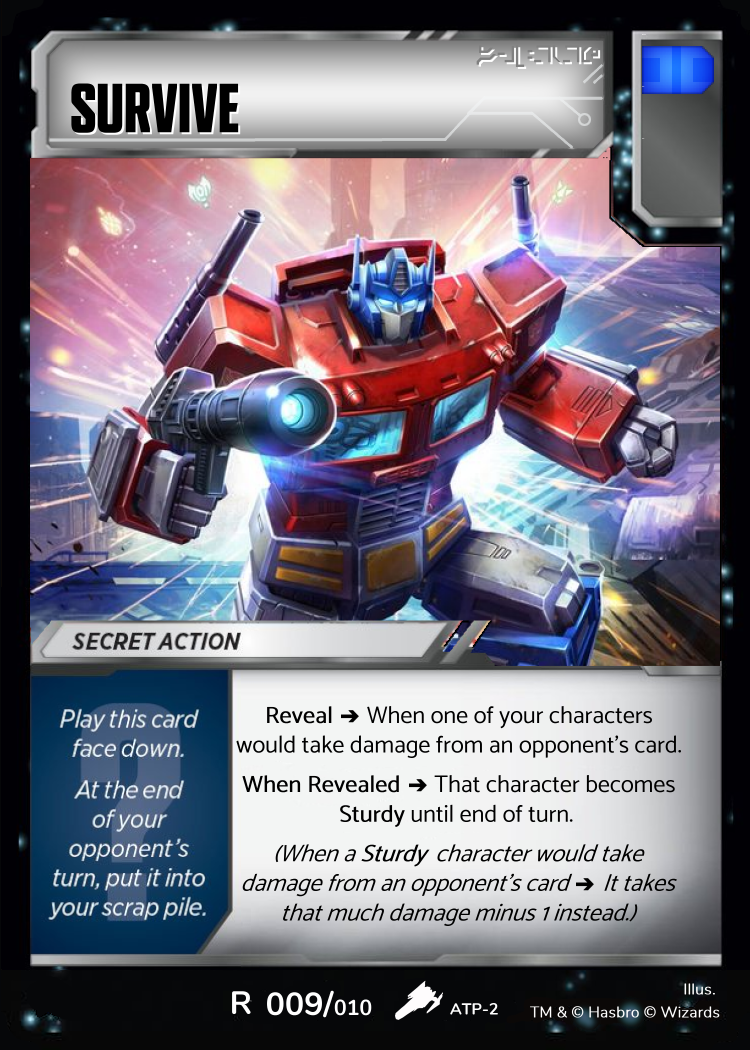 SURVIVE
SECRET ACTION
Play this card
face down.
At the end
of your
opponent's
turn, put it into
your scrap pile.
Reveal ➔ When one of your characters
would take damage from an opponent's card.
When Revealed ➔ That character becomes
Sturdy until end of turn.
(When a Sturdy character would take
damage from an opponent's card ➔ It takes
that much damage minus 1 instead.)
R 009/010
ATP-2
Illus.
TM & © Hasbro © Wizards